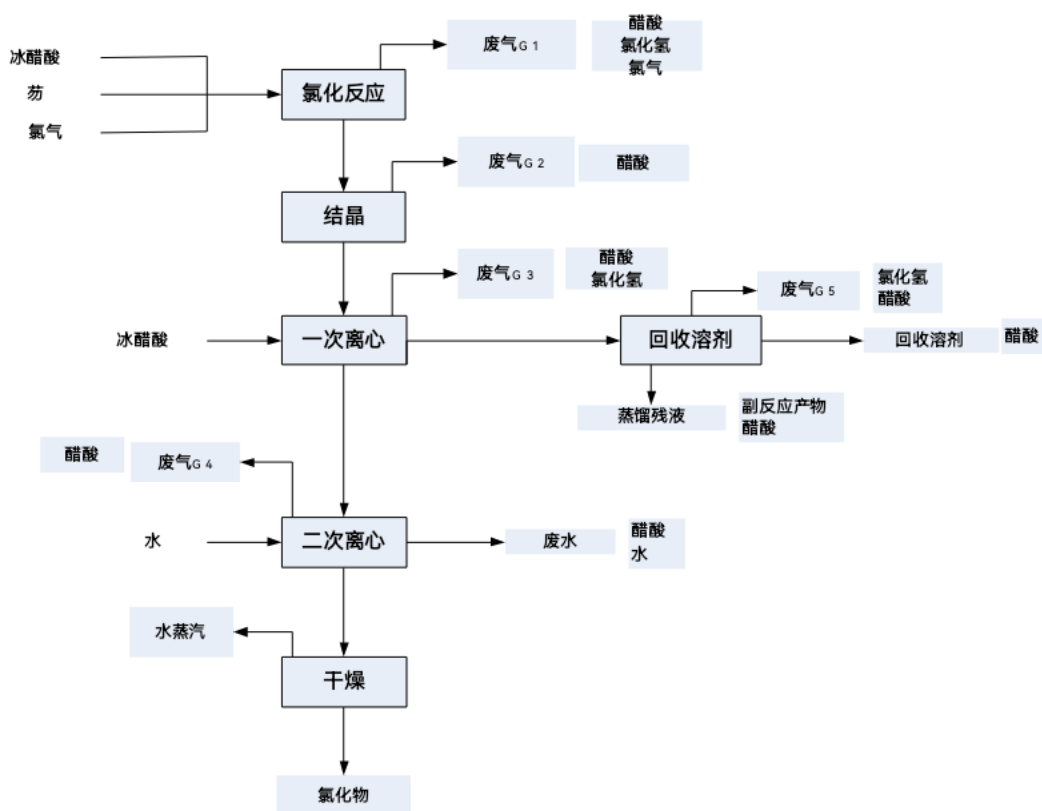 醋酸
废气G 1
氯化氢
冰醋酸
氯气
芴
氯化反应
氯气
废气G 2
醋酸
结晶
醋酸
废气G 3
氯化氢
氯化氢
废气G 5
醋酸
冰醋酸
一次离心
回收溶剂
回收溶剂
醋酸
蒸馏残液
副反应产物
醋酸
醋酸
废气G 4
水
二次离心
废水
醋酸
水
水蒸汽
干燥
氯化物